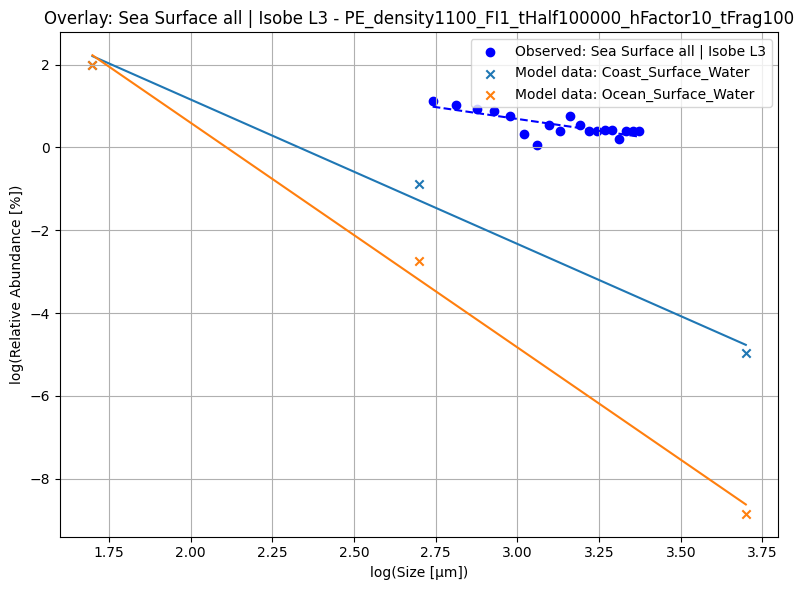 Overlay: Sea Surface all | Isobe L3 - PE_density1100_FI1_tHalf100000_hFactor10_tFrag100
Observed: Sea Surface all | Isobe L3
Model data: Coast_Surface_Water
Model data: Ocean_Surface_Water
log(Relative Abundance [%])
2
0
−2
−4
−6
−8
1.75 2.00 2.25 2.50 2.75 3.00 3.25 3.50 3.75
log(Size [µm])